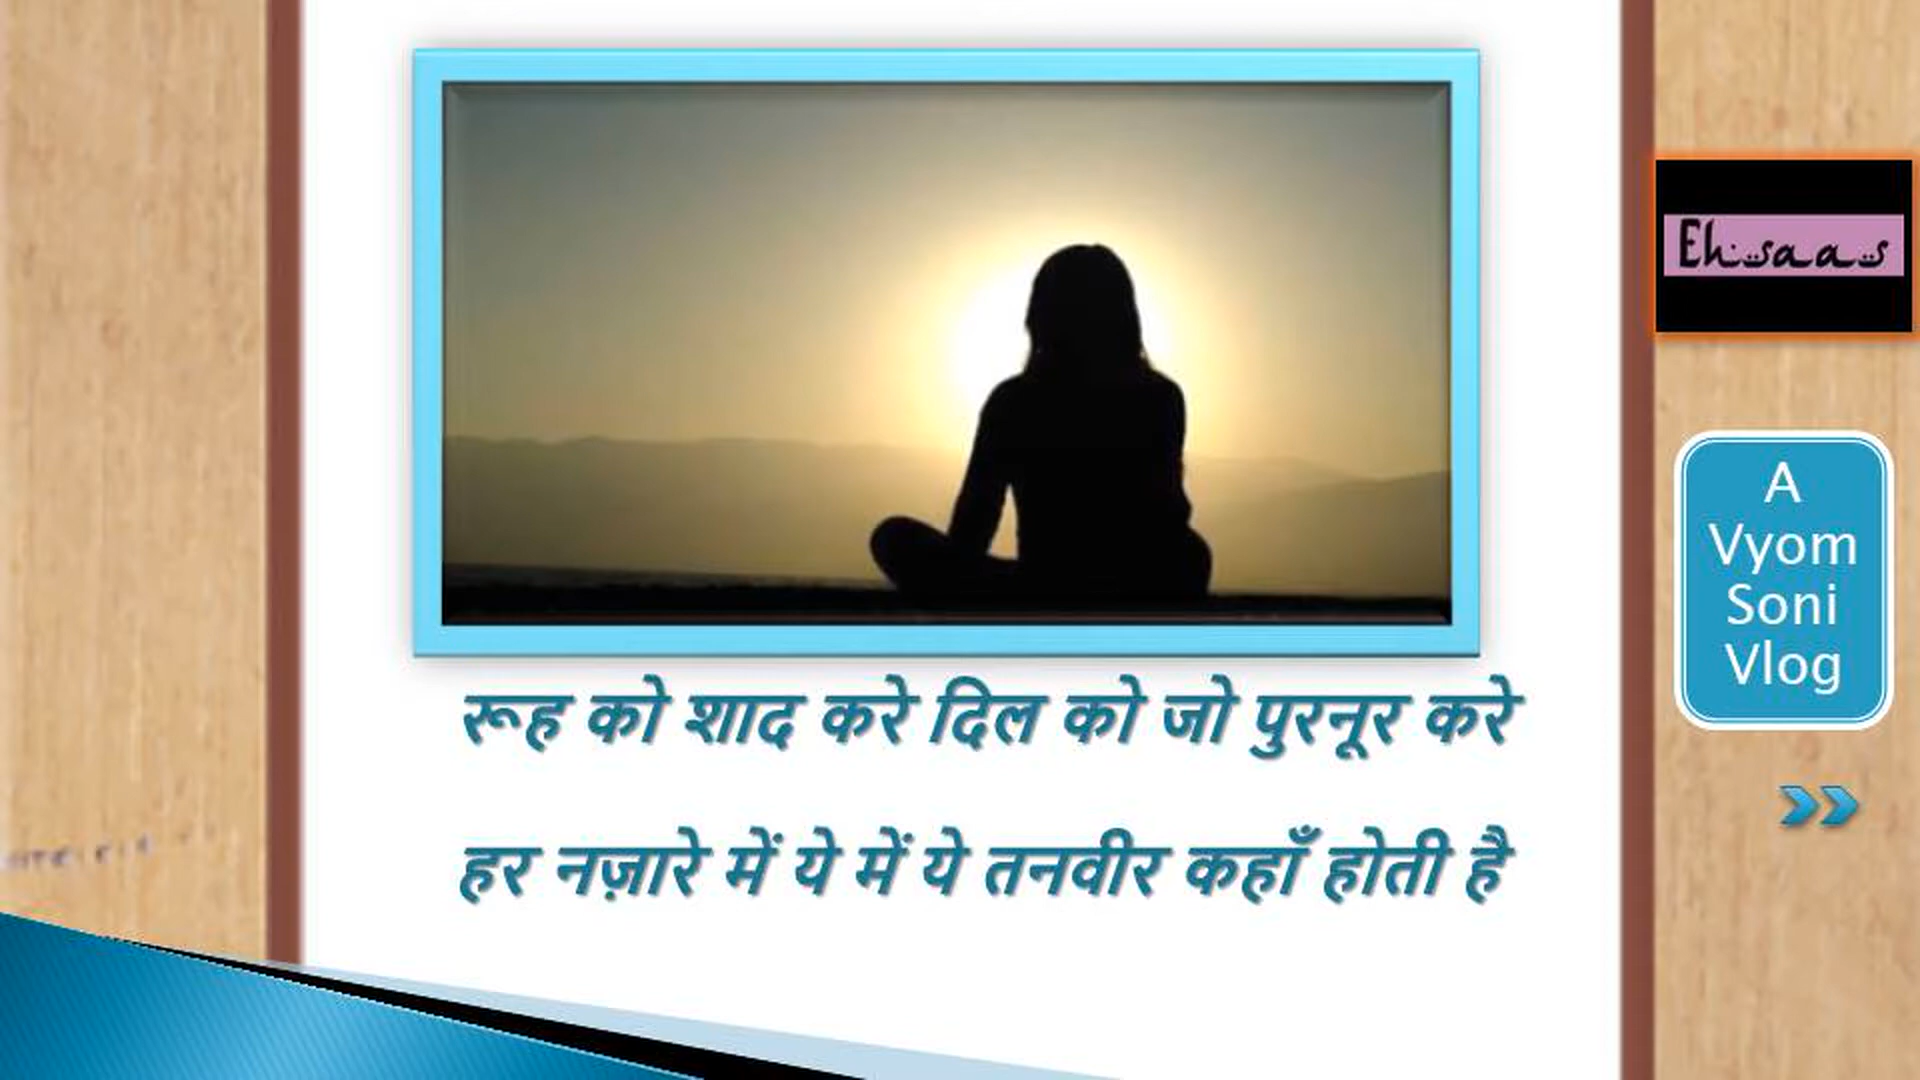 Ehsaas
A
Vyom
Soni
Vlog
रूह को शाद करे दिल को जो पुरनूर करे
हर नज़ारे में ये में ये तनवीर कहाँ होती है